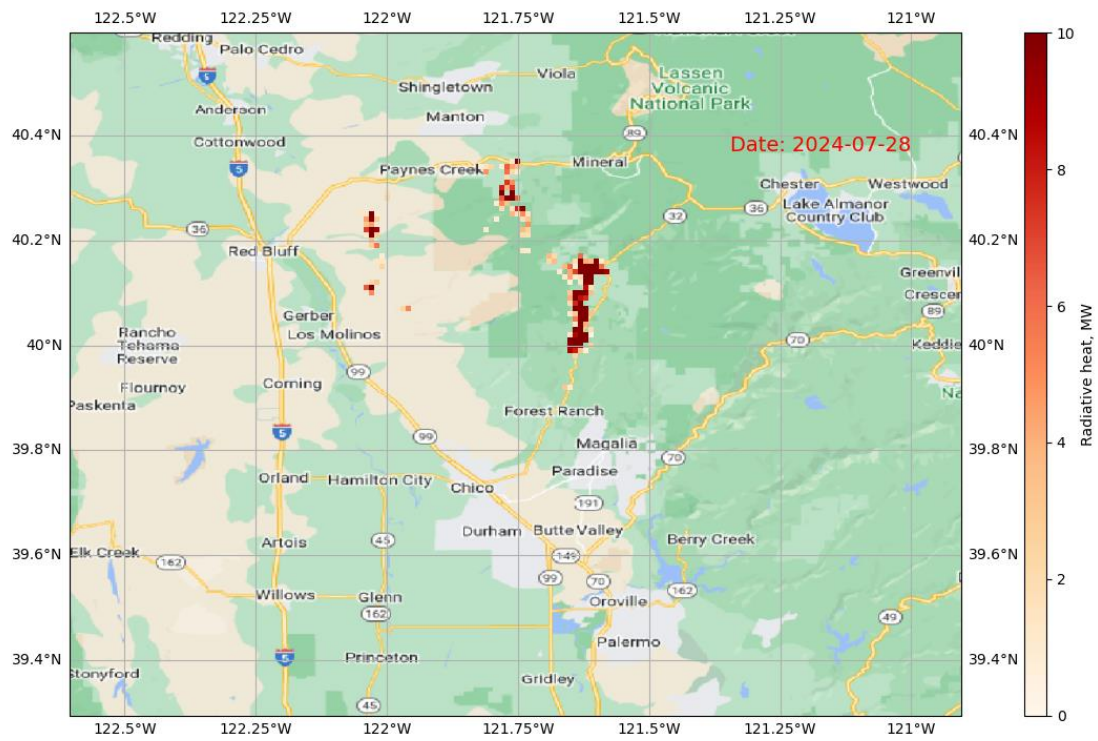 122.5°W 122.25°W 122°W 121.75°W 121.5°W 121.25°W 121°W
10
Redding
Palo Cedro
5
Viola
Lassen
Volcanic
National Park
Shingletown
Anderson
Manton
89
40.4°N
Cottonwood
Date: 2024-07-28
40.4°N
5
Paynes Creek
Mineral
8
Chester
Westwood
Lake Almanor
Country Club
36
32
36
40.2°N
Red Bluff
40.2°N
Greenvil
Crescer
89
6
Gerber
Los Molinos
Rancho
Tehama
Reserve
40°N
70
Keddie
40°N
99
Flournoy
Corning
Na
Paskenta
Forest Ranch
Radiative heat, MW
4
5
99
Magalia
70
39.8°N
39.8°N
Orland
Hamilton City
Paradise
Chico
191
Durham
Butte Valley
Artois
45
Berry Creek
39.6°N
Elk Creek
162
149
39.6°N
99
70
2
Willows
Glenn
162
Oroville
162
49
Palermo
39.4°N
5
Princeton
39.4°N
Stonyford
Gridley
45
0
122.5°W 122.25°W 122°W 121.75°W 121.5°W 121.25°W 121°W